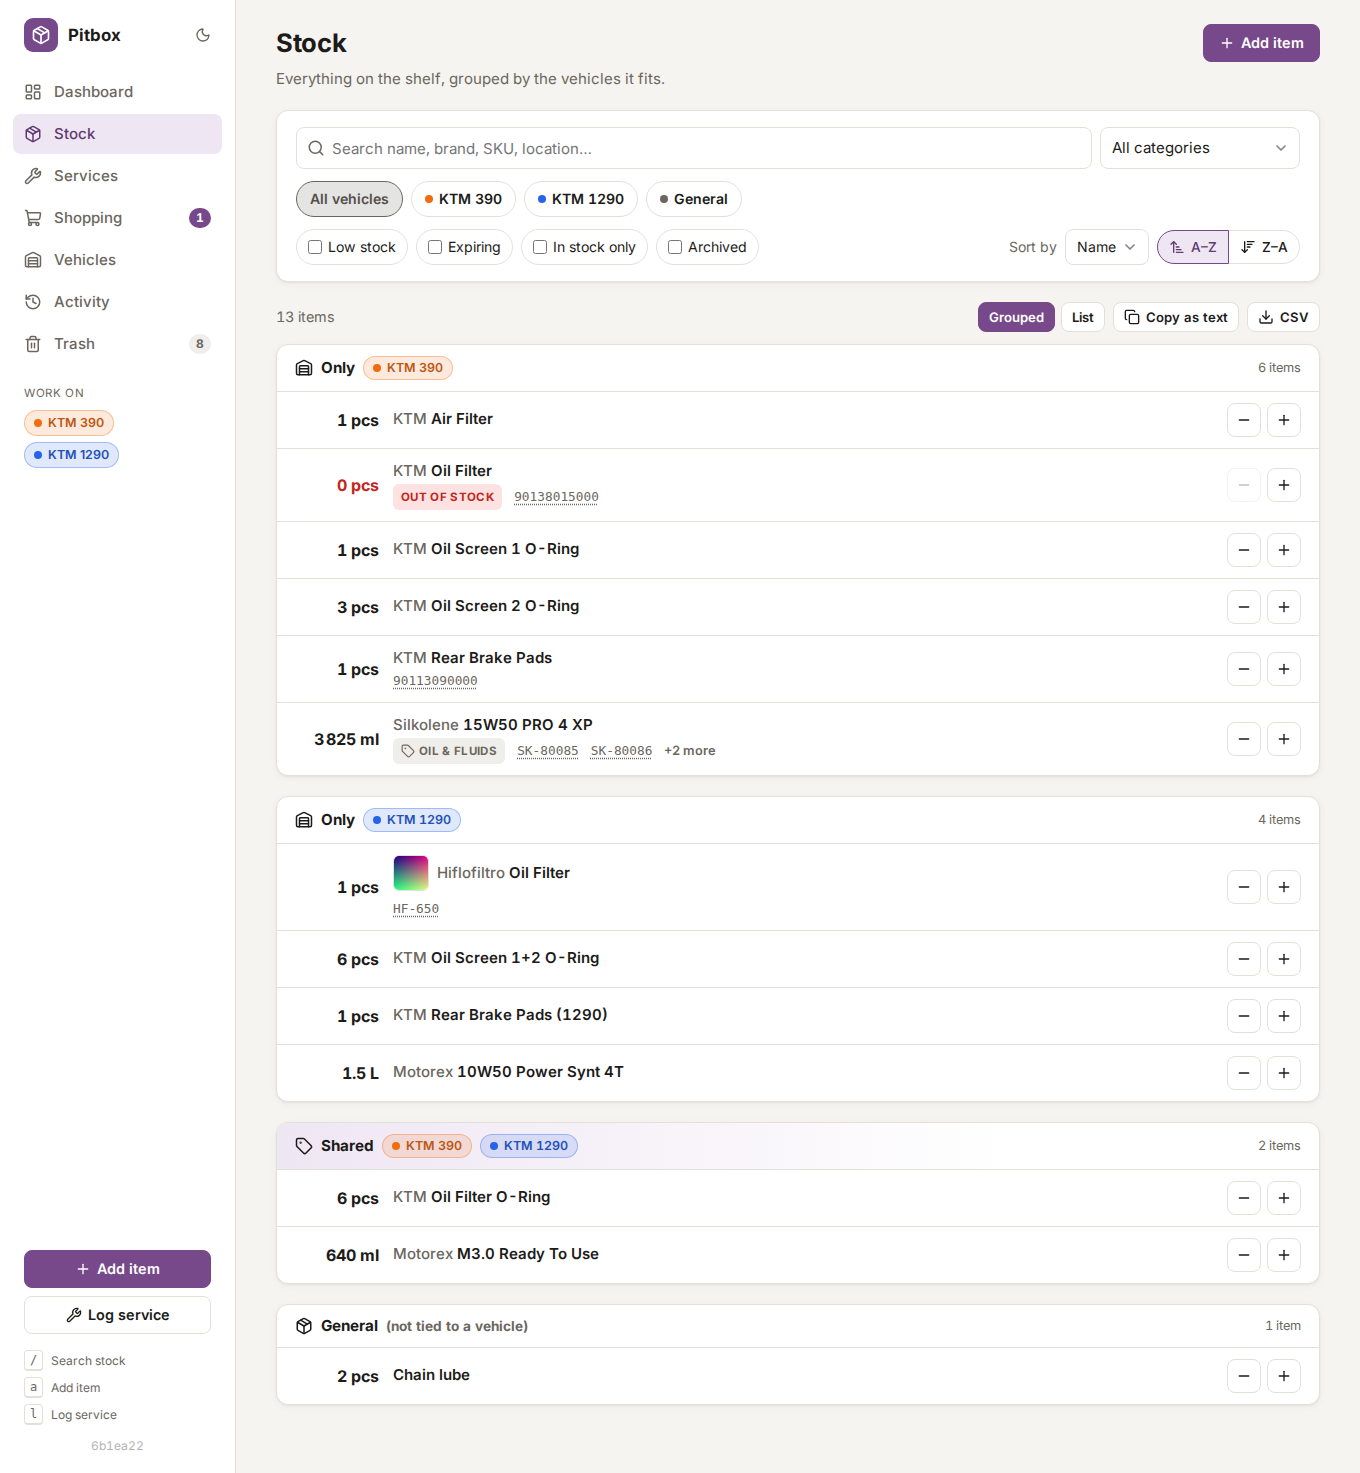 Pitbox
Dashboard
Stock
Services
Shopping 1
Vehicles
Activity
Trash 8
WORK ON
KTM 390
KTM 1290
Add item
Log service
/ Search stock
a Add item
l Log service
6b1ea22
Stock
Add item
Everything on the shelf, grouped by the vehicles it fits.
Search name, brand, SKU, location...
All categories
All vehicles KTM 390 KTM 1290 General
Low stock Expiring In stock only Archived Sort by Name A–Z Z–A
13 items Grouped List Copy as text CSV
Only KTM 390 6 items
1 pcs KTM Air Filter
0 pcs KTM Oil Filter
OUT OF STOCK 90138015000
1 pcs KTM Oil Screen 1 O-Ring
3 pcs KTM Oil Screen 2 O-Ring
1 pcs KTM Rear Brake Pads
90113090000
3 825 ml Silkolene 15W50 PRO 4 XP
OIL & FLUIDS SK-80085 SK-80086 +2 more
Only KTM 1290 4 items
1 pcs Hiflofiltro Oil Filter
HF-650
6 pcs KTM Oil Screen 1+2 O-Ring
1 pcs KTM Rear Brake Pads (1290)
1.5 L Motorex 10W50 Power Synt 4T
Shared KTM 390 KTM 1290 2 items
6 pcs KTM Oil Filter O-Ring
640 ml Motorex M3.0 Ready To Use
General (not tied to a vehicle) 1 item
2 pcs Chain lube